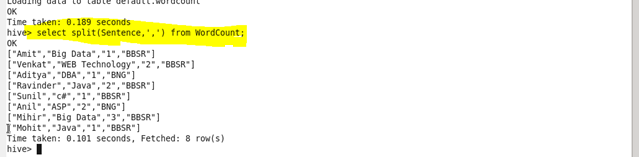 Loading data to table default.wordcount
OK
Time taken: 0.189 seconds
hive> select split(Sentence,',') from WordCount;
OK
["Amit","Big Data","1","BBSR"]
["Venkat","WEB Technology","2","BBSR"]
["Aditya","DBA","1","BNG"]
["Ravinder","Java","2","BBSR"]
["Sunil","c#","1","BBSR"]
["Anil","ASP","2","BNG"]
["Mihir","Big Data","3","BBSR"]
["Mohit","Java","1","BBSR"]
Time taken: 0.101 seconds, Fetched: 8 row(s)
hive>